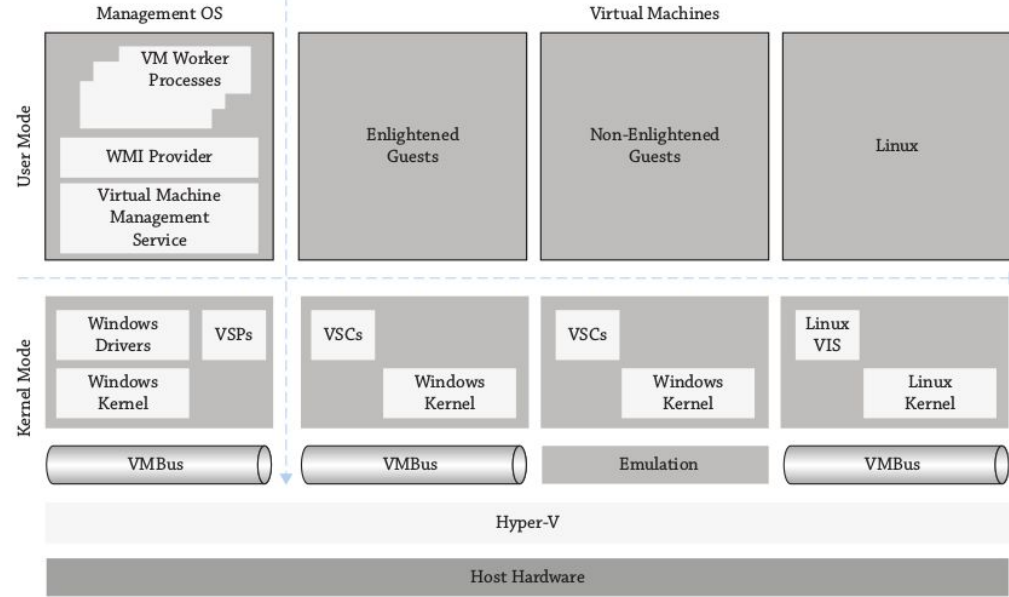 Management OS
Virtual Machines
User Mode
VM Worker
Processes
WMI Provider
Virtual Machine
Management
Service
Enlightened
Guests
Non-Enlightened
Guests
Linux
Kernel Mode
Windows
Drivers
VSPs
Windows
Kernel
VSCs
Windows
Kernel
VSCs
Windows
Kernel
Linux
VIS
Linux
Kernel
VMBus
VMBus
Emulation
VMBus
Hyper-V
Host Hardware